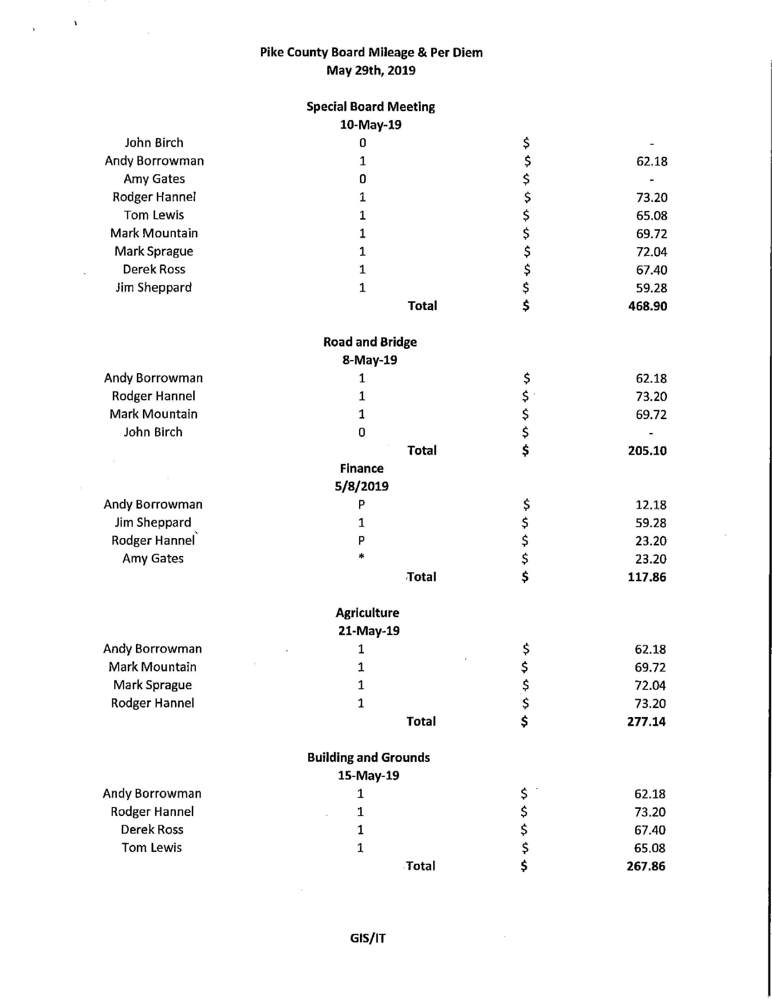 Pike County Board Mileage & Per Diem
May 29th, 2019
Special Board Meeting
10-May-19
John Birch 0 $ -
Andy Borrowman 1 $ 62.18
Amy Gates 0 $ -
Rodger Hannel 1 $ 73.20
Tom Lewis 1 $ 65.08
Mark Mountain 1 $ 69.72
Mark Sprague 1 $ 72.04
Derek Ross 1 $ 67.40
Jim Sheppard 1 $ 59.28
Total $ 468.90
Road and Bridge
8-May-19
Andy Borrowman 1 $ 62.18
Rodger Hannel 1 $ 73.20
Mark Mountain 1 $ 69.72
John Birch 0 $ -
Total $ 205.10
Finance
5/8/2019
Andy Borrowman P $ 12.18
Jim Sheppard 1 $ 59.28
Rodger Hannel P $ 23.20
Amy Gates * $ 23.20
Total $ 117.86
Agriculture
21-May-19
Andy Borrowman 1 $ 62.18
Mark Mountain 1 $ 69.72
Mark Sprague 1 $ 72.04
Rodger Hannel 1 $ 73.20
Total $ 277.14
Building and Grounds
15-May-19
Andy Borrowman 1 $ 62.18
Rodger Hannel 1 $ 73.20
Derek Ross 1 $ 67.40
Tom Lewis 1 $ 65.08
Total $ 267.86
GIS/IT